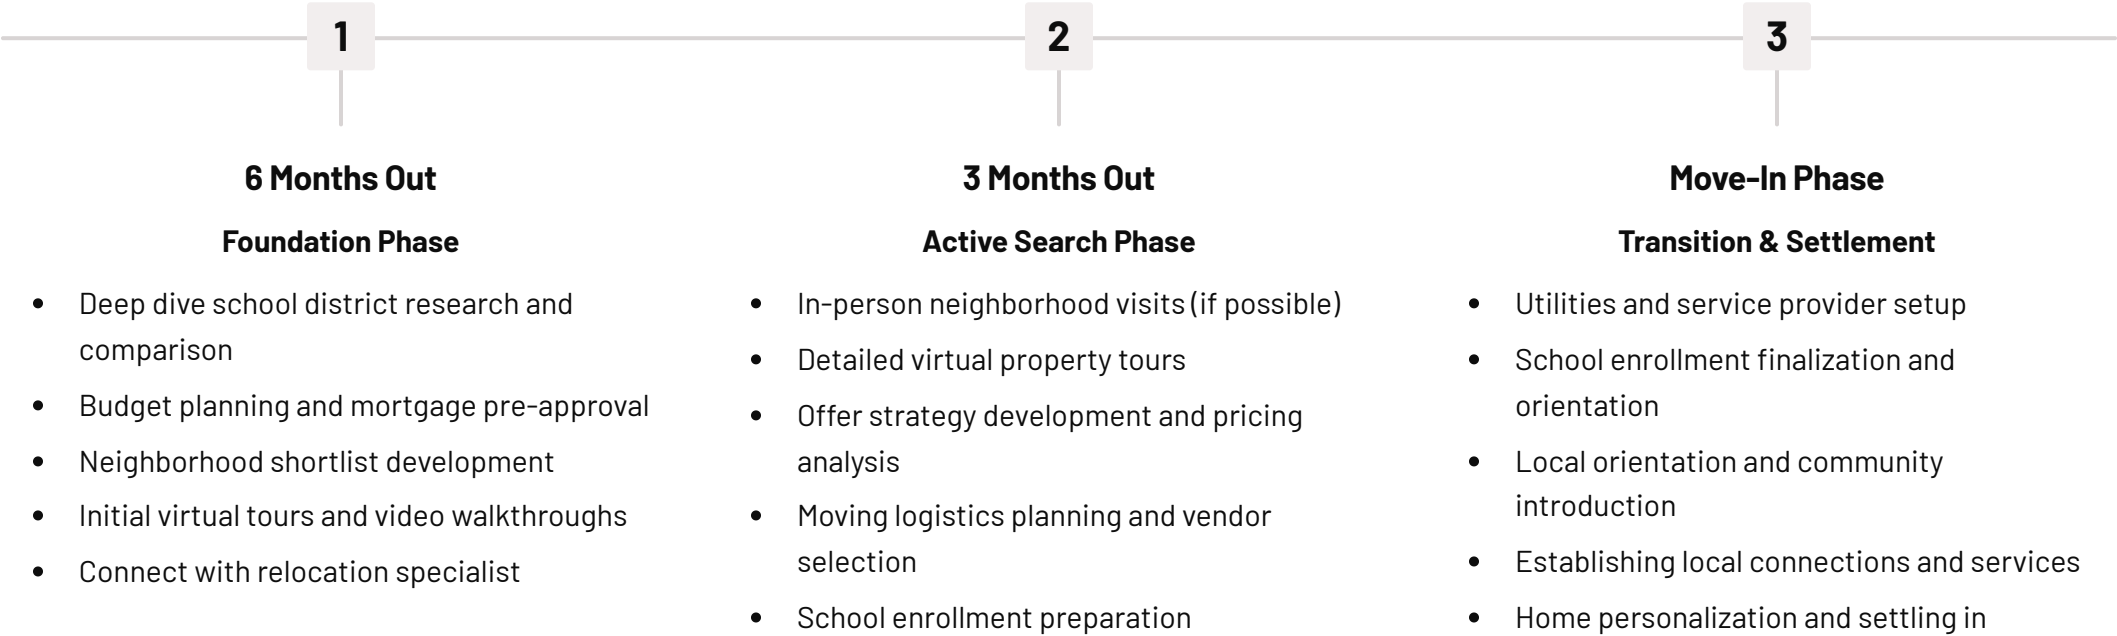 1
6 Months Out
Foundation Phase
• Deep dive school district research and
comparison
• Budget planning and mortgage pre-approval
• Neighborhood shortlist development
• Initial virtual tours and video walkthroughs
• Connect with relocation specialist
2
3 Months Out
Active Search Phase
• In-person neighborhood visits (if possible)
• Detailed virtual property tours
• Offer strategy development and pricing
analysis
• Moving logistics planning and vendor
selection
• School enrollment preparation
3
Move-In Phase
Transition & Settlement
• Utilities and service provider setup
• School enrollment finalization and
orientation
• Local orientation and community
introduction
• Establishing local connections and services
• Home personalization and settling in